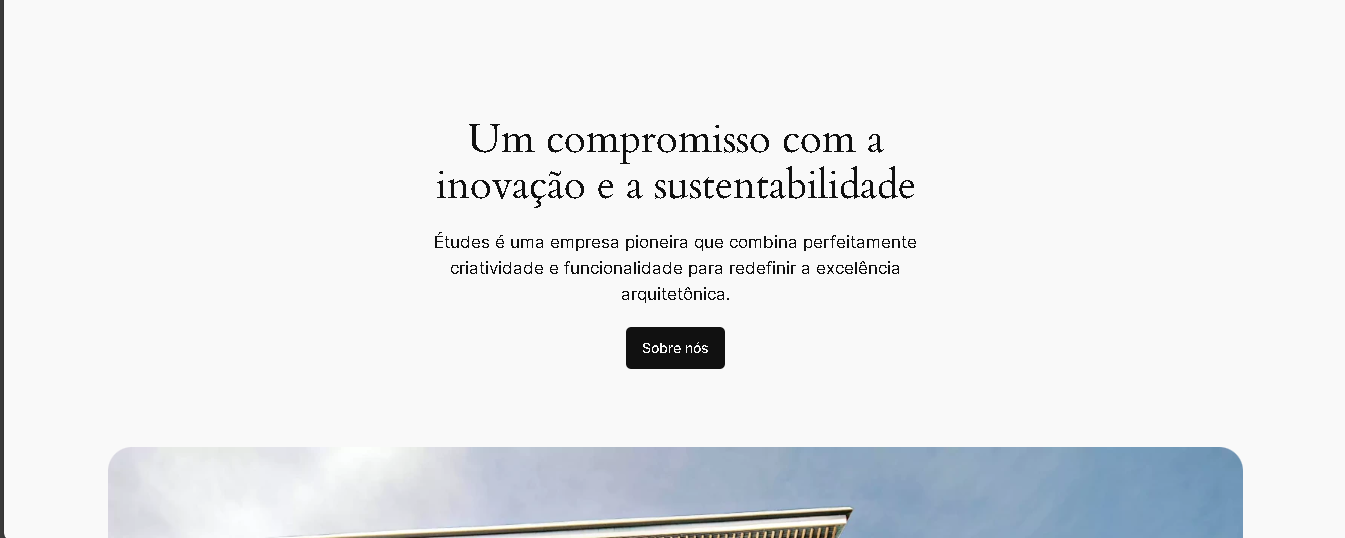 Um compromisso com a
inovação e a sustentabilidade
Études é uma empresa pioneira que combina perfeitamente
criatividade e funcionalidade para redefinir a excelência
arquitetônica.
Sobre nós